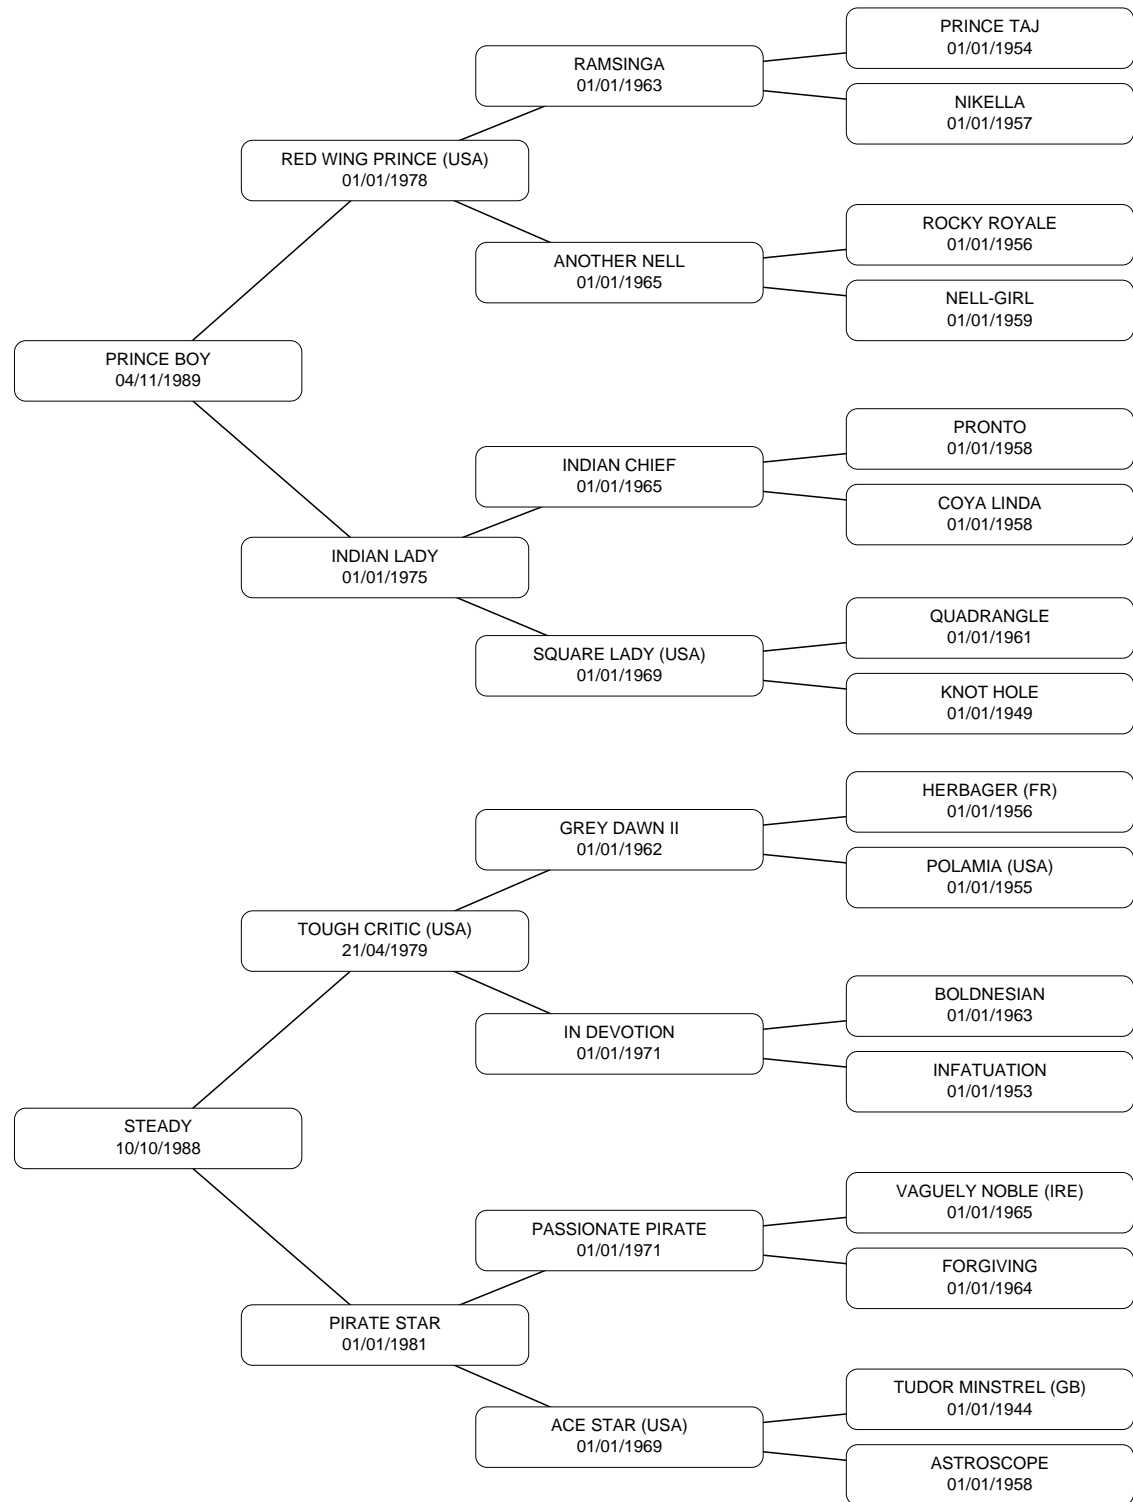 PRINCE TAJ
01/01/1954
RAMSINGA
01/01/1963
NIKELLA
01/01/1957
RED WING PRINCE (USA)
01/01/1978
ROCKY ROYALE
01/01/1956
ANOTHER NELL
01/01/1965
NELL-GIRL
01/01/1959
PRINCE BOY
04/11/1989
PRONTO
01/01/1958
INDIAN CHIEF
01/01/1965
COYA LINDA
01/01/1958
INDIAN LADY
01/01/1975
QUADRANGLE
01/01/1961
SQUARE LADY (USA)
01/01/1969
KNOT HOLE
01/01/1949
HERBAGER (FR)
01/01/1956
GREY DAWN II
01/01/1962
POLAMIA (USA)
01/01/1955
TOUGH CRITIC (USA)
21/04/1979
BOLDNESIAN
01/01/1963
IN DEVOTION
01/01/1971
INFATUATION
01/01/1953
STEADY
10/10/1988
VAGUELY NOBLE (IRE)
01/01/1965
PASSIONATE PIRATE
01/01/1971
FORGIVING
01/01/1964
PIRATE STAR
01/01/1981
TUDOR MINSTREL (GB)
01/01/1944
ACE STAR (USA)
01/01/1969
ASTROSCOPE
01/01/1958